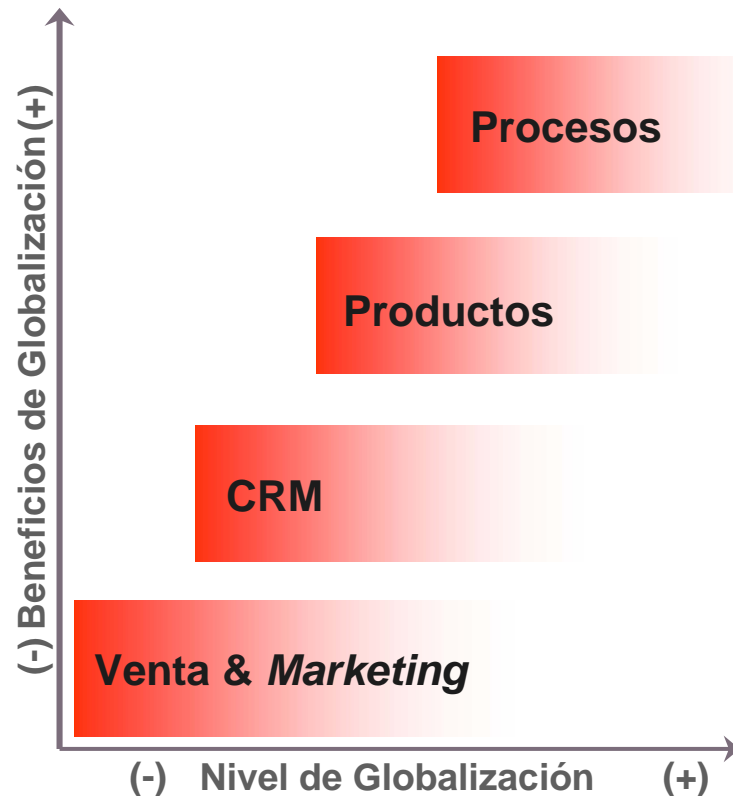 (-) Beneficios de Globalización (+)
Procesos
Productos
CRM
Venta & Marketing
(-) Nivel de Globalización (+)